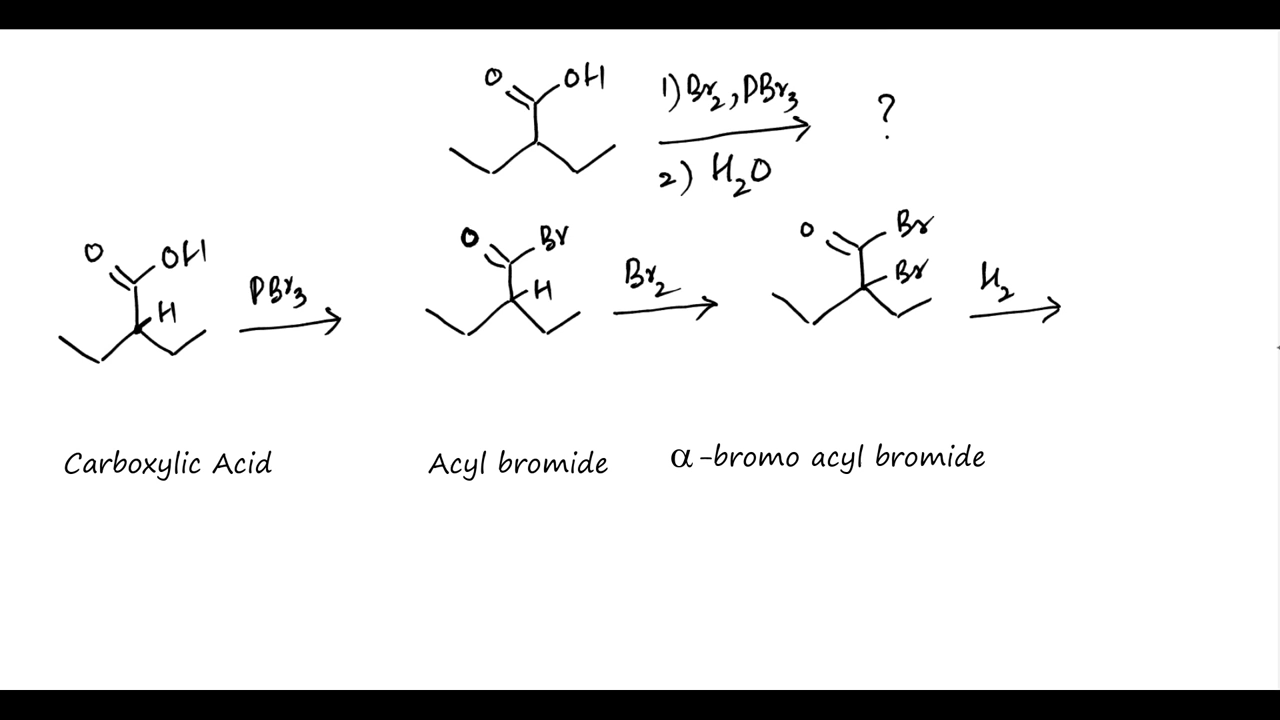 O OH 1) Br2, PBr3 ?
2) H2O
O OH H PBr3 O Br H Br2 O Br Br H2
Carboxylic Acid Acyl bromide α-bromo acyl bromide